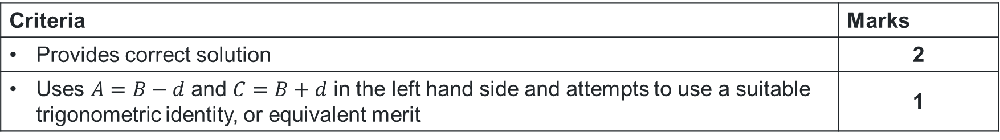 Criteria Marks
• Provides correct solution 2
• Uses A = B − d and C = B + d in the left hand side and attempts to use a suitable
trigonometric identity, or equivalent merit 1